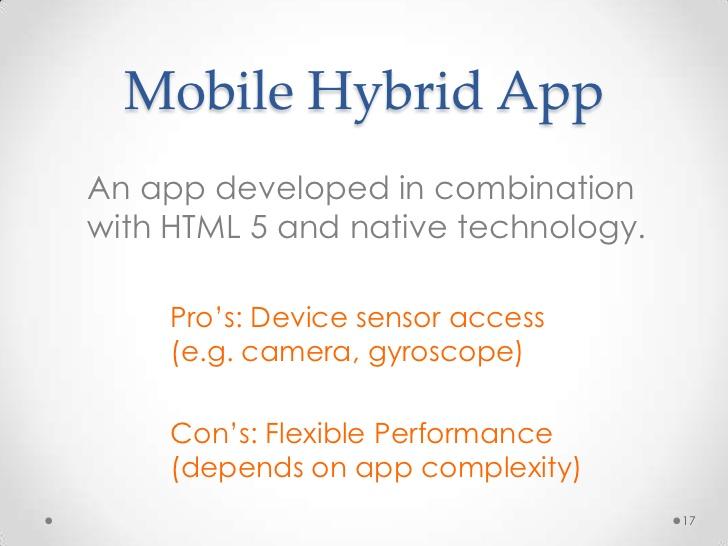 Mobile Hybrid App
An app developed in combination
with HTML 5 and native technology.
Pro’s: Device sensor access
(e.g. camera, gyroscope)
Con’s: Flexible Performance
(depends on app complexity)
17